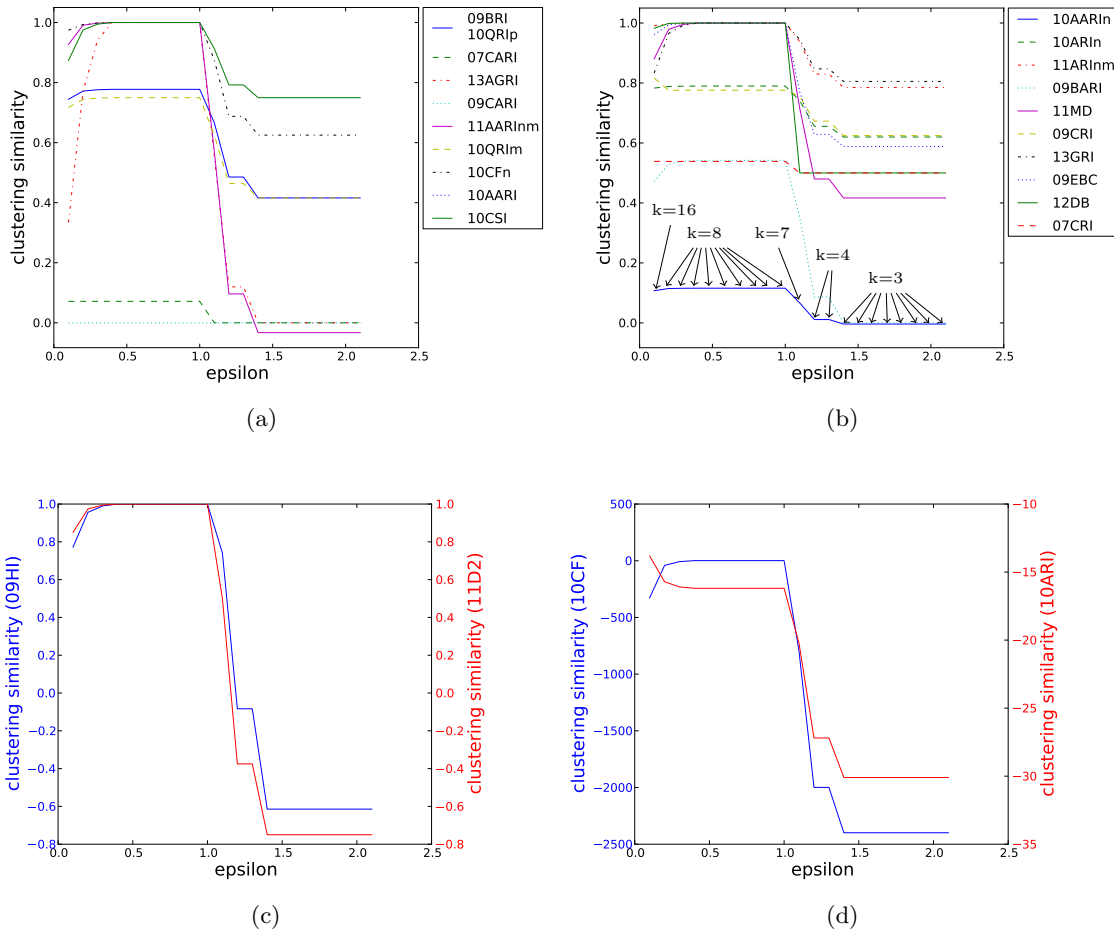 1.0
0.8
0.6
0.4
0.2
0.0
clustering similarity
0.0
0.5
1.0
1.5
2.0
2.5
epsilon
09BRI
10QRIp
07CARI
13AGRI
09CARI
11AARInm
10QRIm
10CFn
10AARI
10CSI
(a)
1.0
0.8
0.6
0.4
0.2
0.0
clustering similarity
k=16
k=8
k=7
k=4
k=3
0.0
0.5
1.0
1.5
2.0
2.5
epsilon
10AARIn
10ARIn
11ARInm
09BARI
11MD
09CRI
13GRI
09EBC
12DB
07CRI
(b)
1.0
0.8
0.6
0.4
0.2
0.0
−0.2
−0.4
−0.6
−0.8
clustering similarity (09HI)
1.0
0.8
0.6
0.4
0.2
0.0
−0.2
−0.4
−0.6
−0.8
clustering similarity (11D2)
0.0
0.5
1.0
1.5
2.0
2.5
epsilon
(c)
500
0
−500
−1000
−1500
−2000
−2500
clustering similarity (10CF)
−10
−15
−20
−25
−30
−35
clustering similarity (10ARI)
0.0
0.5
1.0
1.5
2.0
2.5
epsilon
(d)